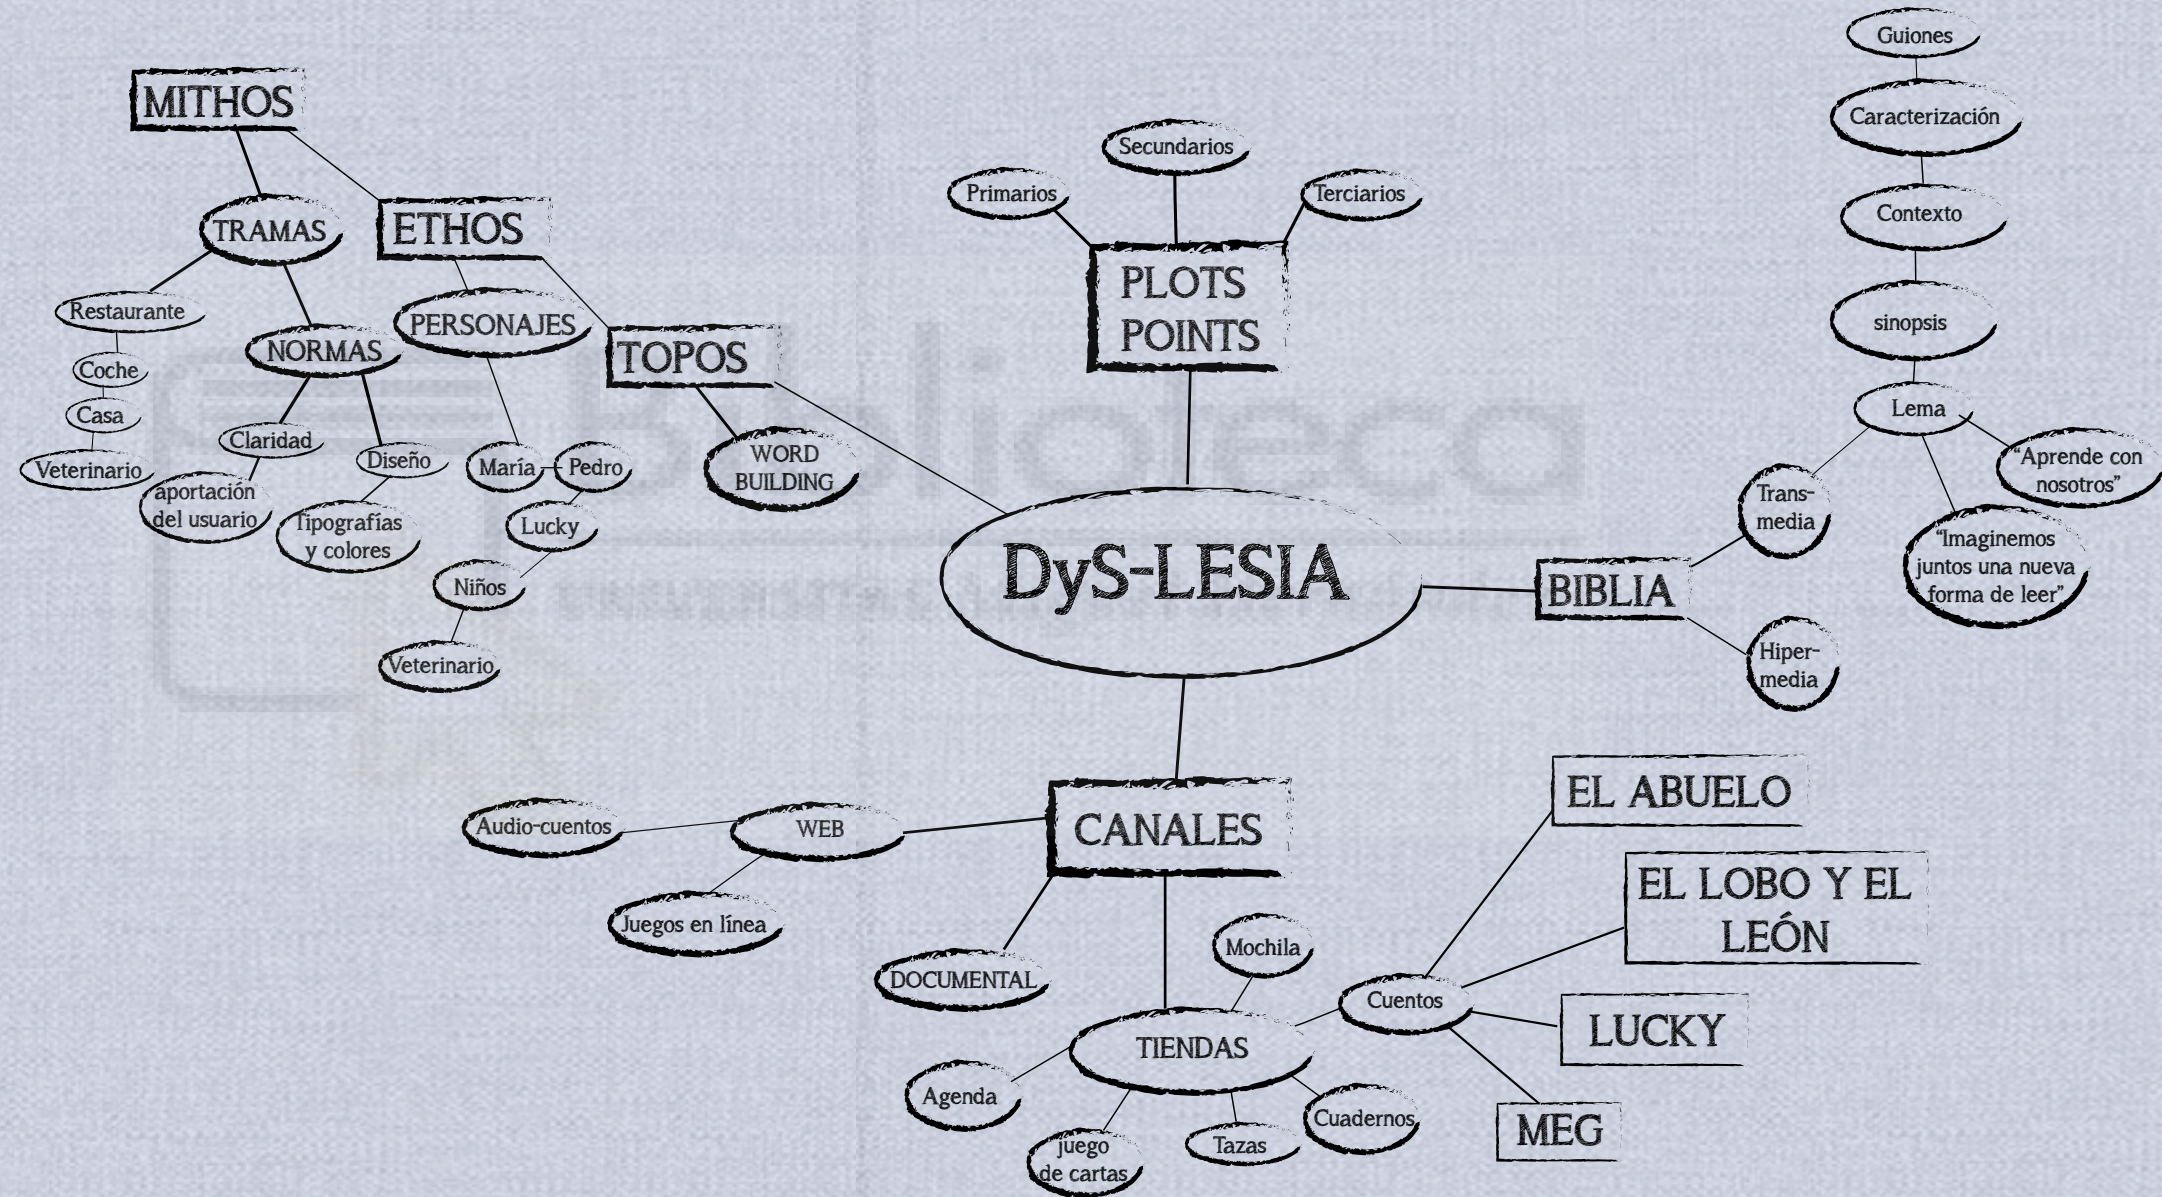 MITHOS
TRAMAS
Restaurante
Coche
Casa
Veterinario
NORMAS
Claridad
aportación
del usuario
Diseño
Tipografías
y colores
ETHOS
PERSONAJES
María
Pedro
Lucky
Niños
Veterinario
TOPOS
WORD
BUILDING
Primarios
Secundarios
Terciarios
PLOTS
POINTS
DyS-LESIA
Guiones
Caracterización
Contexto
sinopsis
Lema
"Aprende con
nosotros"
"Imaginemos
juntos una nueva
forma de leer"
Trans-
media
BIBLIA
Hiper-
media
CANALES
WEB
Audio-cuentos
Juegos en línea
DOCUMENTAL
TIENDAS
Mochila
Agenda
juego
de cartas
Tazas
Cuadernos
Cuentos
EL ABUELO
EL LOBO Y EL
LEÓN
LUCKY
MEG